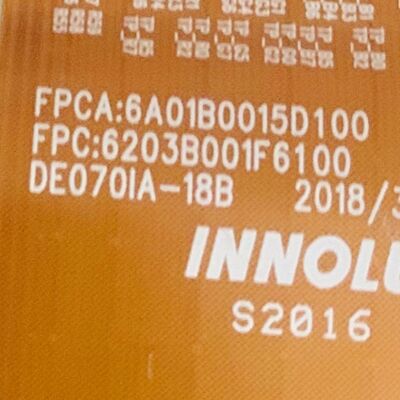 FPCA:6A01B0015D100
FPC:6203B001F6100
DE070IA-18B 2018/3
INNOLU
S2016